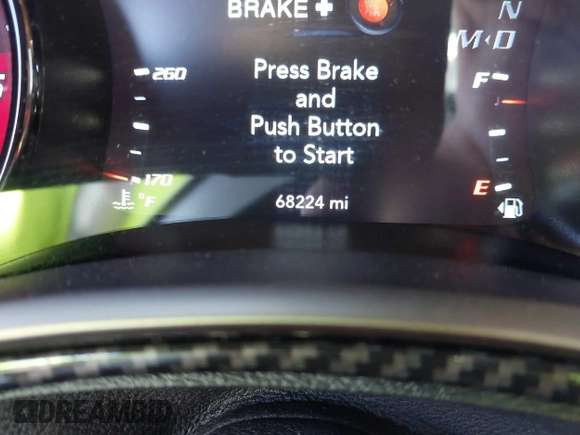 BRAKE +
N
M<D
260
Press Brake
F
and
Push Button
to Start
170
E
°F
68224 mi
DREAMBID